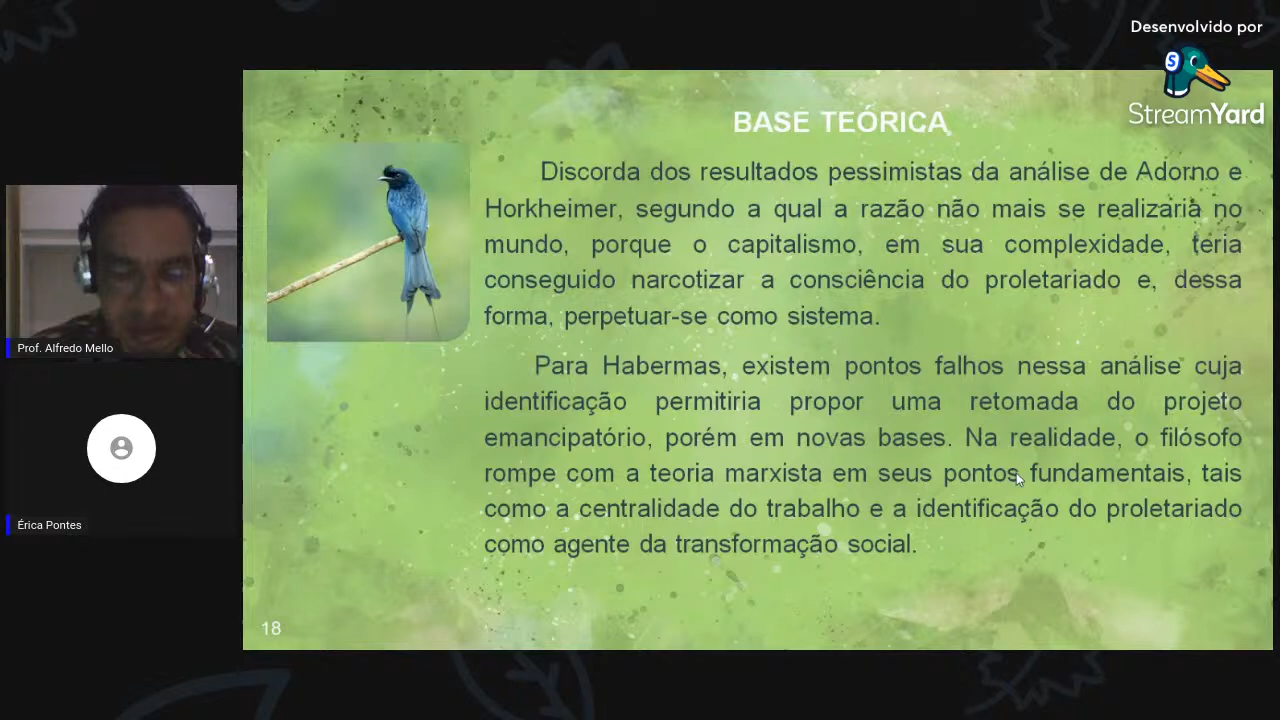 Desenvolvido por
StreamYard
BASE TEÓRICA
Discorda dos resultados pessimistas da análise de Adorno e
Horkheimer, segundo a qual a razão não mais se realizaria no
mundo, porque o capitalismo, em sua complexidade, teria
conseguido narcotizar a consciência do proletariado e, dessa
forma, perpetuar-se como sistema.
Para Habermas, existem pontos falhos nessa análise cuja
identificação permitiria propor uma retomada do projeto
emancipatório, porém em novas bases. Na realidade, o filósofo
rompe com a teoria marxista em seus pontos fundamentais, tais
como a centralidade do trabalho e a identificação do proletariado
como agente da transformação social.
18
Prof. Alfredo Mello
Érica Pontes